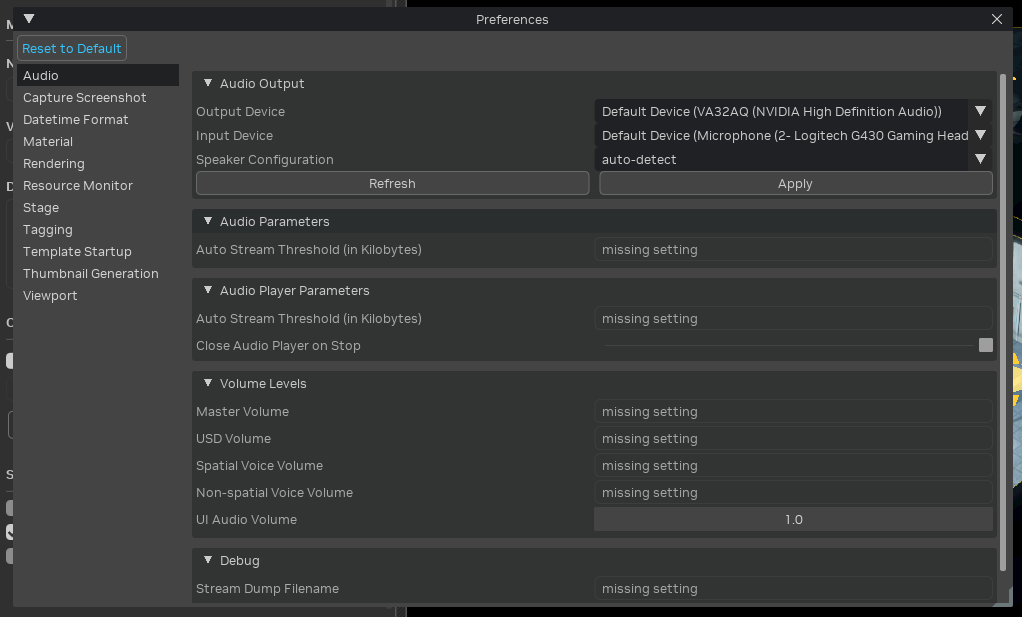 Preferences
Reset to Default
Audio
Capture Screenshot
Datetime Format
Material
Rendering
Resource Monitor
Stage
Tagging
Template Startup
Thumbnail Generation
Viewport
Audio Output
Output Device Default Device (VA32AQ (NVIDIA High Definition Audio))
Input Device Default Device (Microphone (2- Logitech G430 Gaming Head
Speaker Configuration auto-detect
Refresh Apply
Audio Parameters
Auto Stream Threshold (in Kilobytes) missing setting
Audio Player Parameters
Auto Stream Threshold (in Kilobytes) missing setting
Close Audio Player on Stop
Volume Levels
Master Volume missing setting
USD Volume missing setting
Spatial Voice Volume missing setting
Non-spatial Voice Volume missing setting
UI Audio Volume 1.0
Debug
Stream Dump Filename missing setting